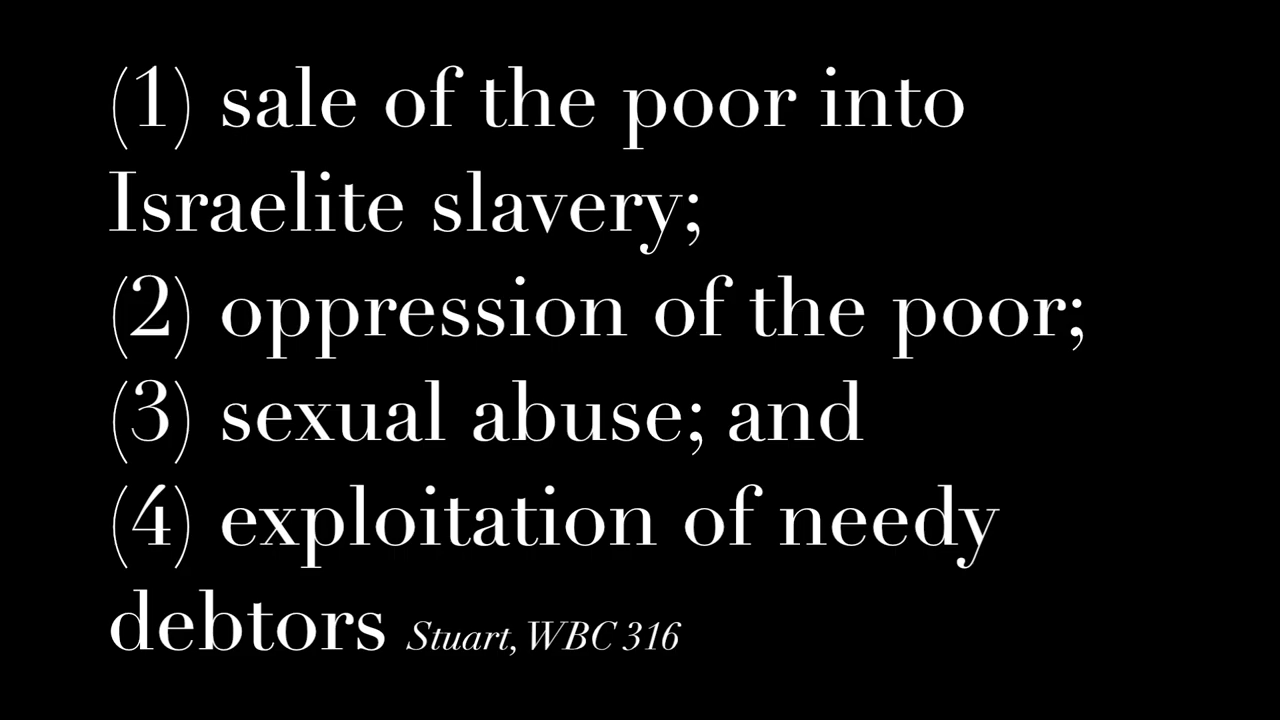 (1) sale of the poor into
Israelite slavery;
(2) oppression of the poor;
(3) sexual abuse; and
(4) exploitation of needy
debtors Stuart, WBC 316